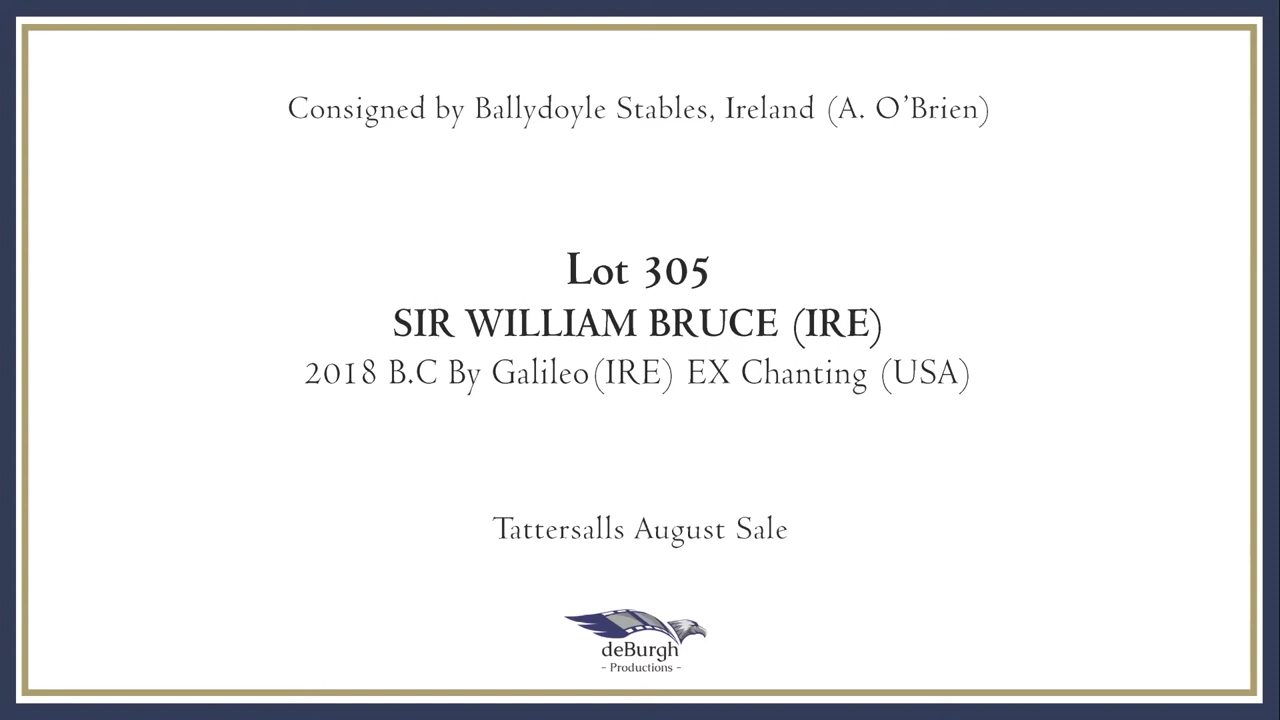 Consigned by Ballydoyle Stables, Ireland (A. O’Brien)
Lot 305
SIR WILLIAM BRUCE (IRE)
2018 B.C By Galileo(IRE) EX Chanting (USA)
Tattersalls August Sale
deBurgh
- Productions -